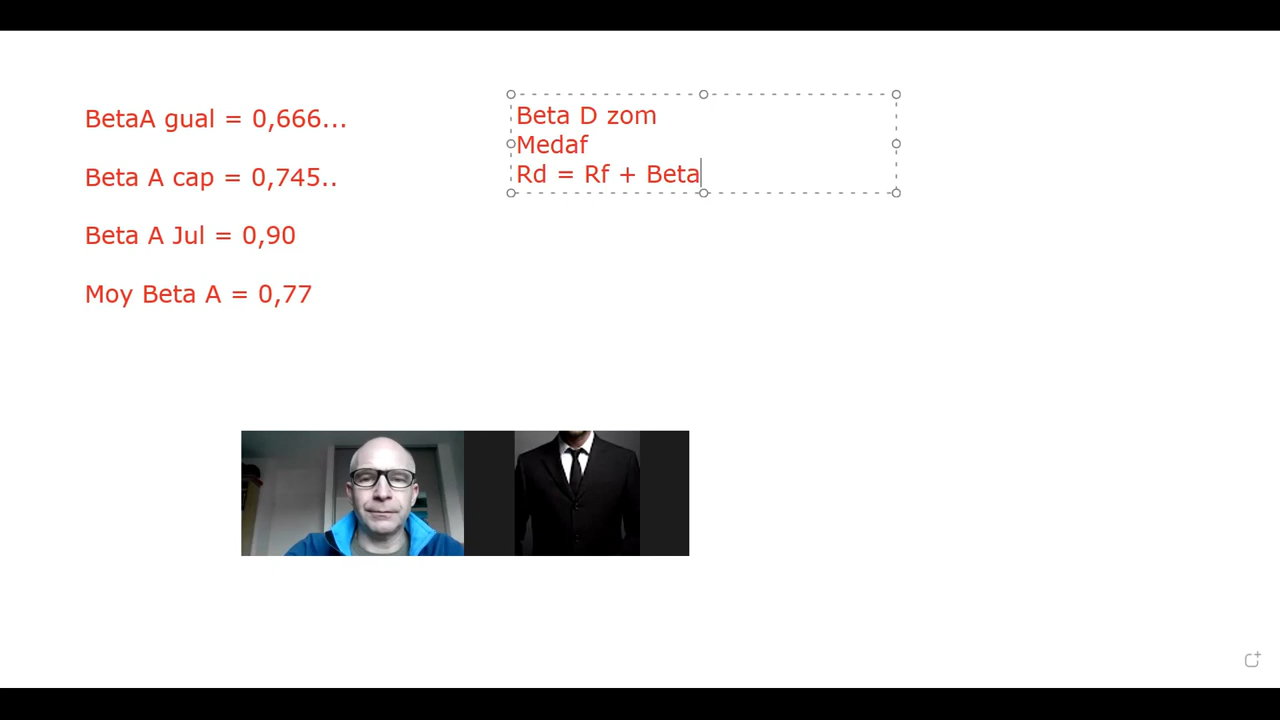 BetaA gual = 0,666...
Beta A cap = 0,745..
Beta A Jul = 0,90
Moy Beta A = 0,77
Beta D zom
Medaf
Rd = Rf + Beta